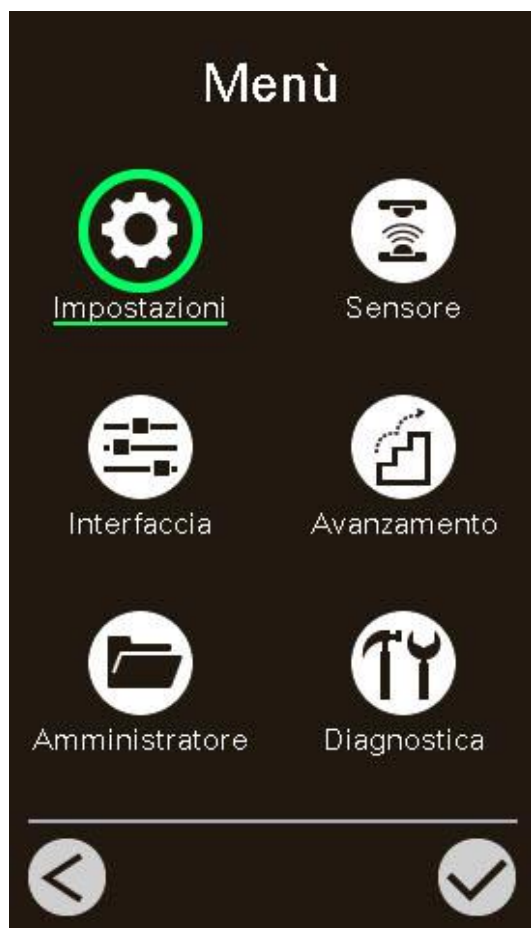 Menù
Impostazioni
Sensore
Interfaccia
Avanzamento
Amministratore
Diagnostica